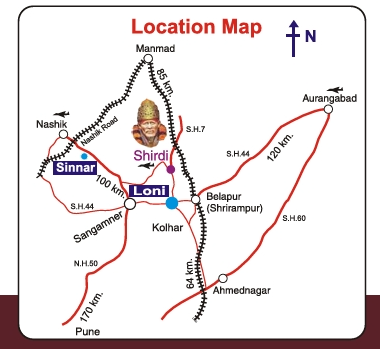 Location Map
N
Manmad
85 km.
Aurangabad
Nashik
Nashik Road
S.H.7
Shirdi
S.H.44
120 km.
Sinnar
100 km.
Loni
S.H.44
Belapur
(Shrirampur)
S.H.60
Sangamner
Kolhar
N.H.50
64 km.
Ahmednagar
170 km.
Pune